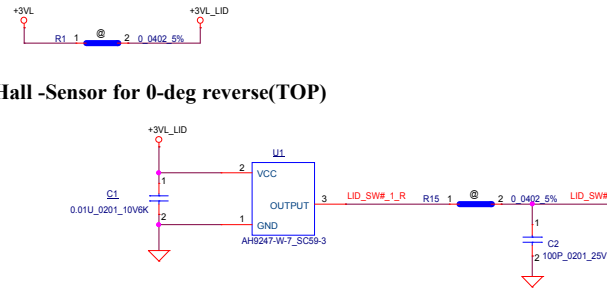 +3VL +3VL_LID
R1 1 @ 2 0_0402_5%
Hall -Sensor for 0-deg reverse(TOP)
+3VL_LID
U1
2 VCC
C1 1
0.01U_0201_10V6K
OUTPUT 3 LID_SW#_1_R R15 1 @ 2 0_0402_5% LID_SW#
2
1 GND
AH9247-W-7_SC59-3
1
C2
2 100P_0201_25V